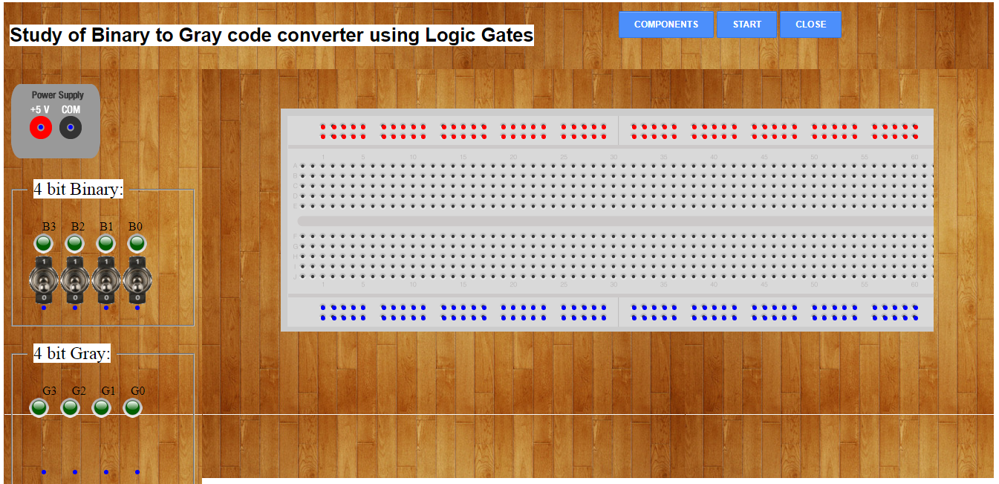 Study of Binary to Gray code converter using Logic Gates
COMPONENTS START CLOSE
Power Supply
+5 V COM
4 bit Binary:
B3 B2 B1 B0
1 1 1 1
0 0 0 0
4 bit Gray:
G3 G2 G1 G0
1 5 10 15 20 25 30 35 40 45 50 55 60
A
B
C
D
E
F
G
H
I
J
1 5 10 15 20 25 30 35 40 45 50 55 60